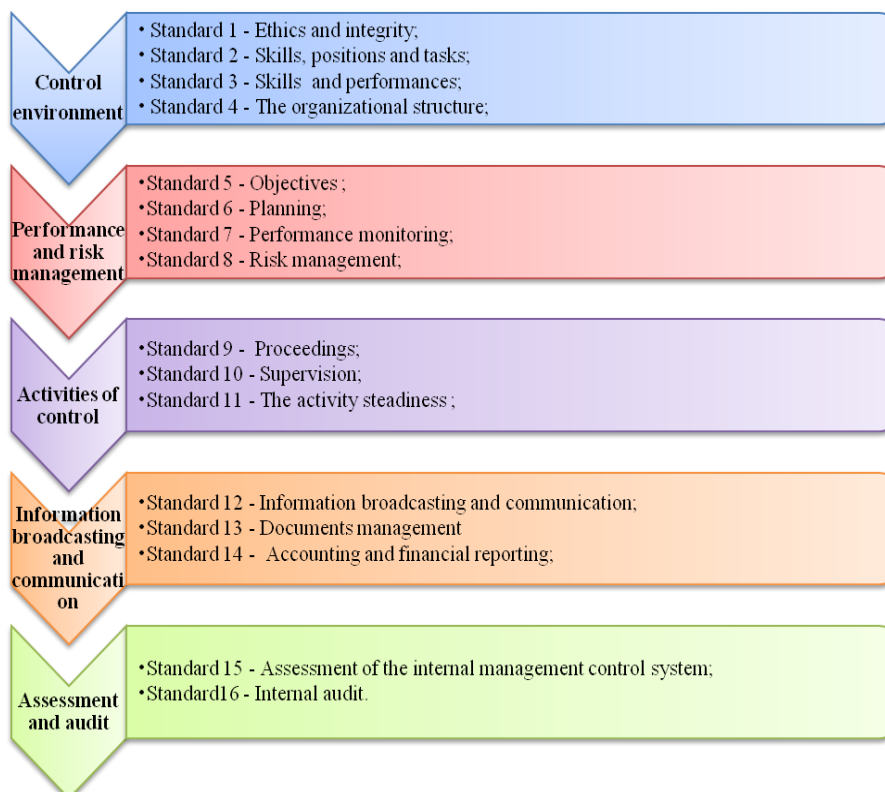 Control
environment
• Standard 1 - Ethics and integrity;
• Standard 2 - Skills, positions and tasks;
• Standard 3 - Skills and performances;
• Standard 4 - The organizational structure;
Performance
and risk
management
•Standard 5 - Objectives ;
•Standard 6 - Planning;
•Standard 7 - Performance monitoring;
•Standard 8 - Risk management;
Activities of
control
•Standard 9 - Proceedings;
•Standard 10 - Supervision;
•Standard 11 - The activity steadiness ;
Information
broadcasting
and
communicati
on
•Standard 12 - Information broadcasting and communication;
•Standard 13 - Documents management
•Standard 14 - Accounting and financial reporting;
Assessment
and audit
•Standard 15 - Assessment of the internal management control system;
•Standard16 - Internal audit.